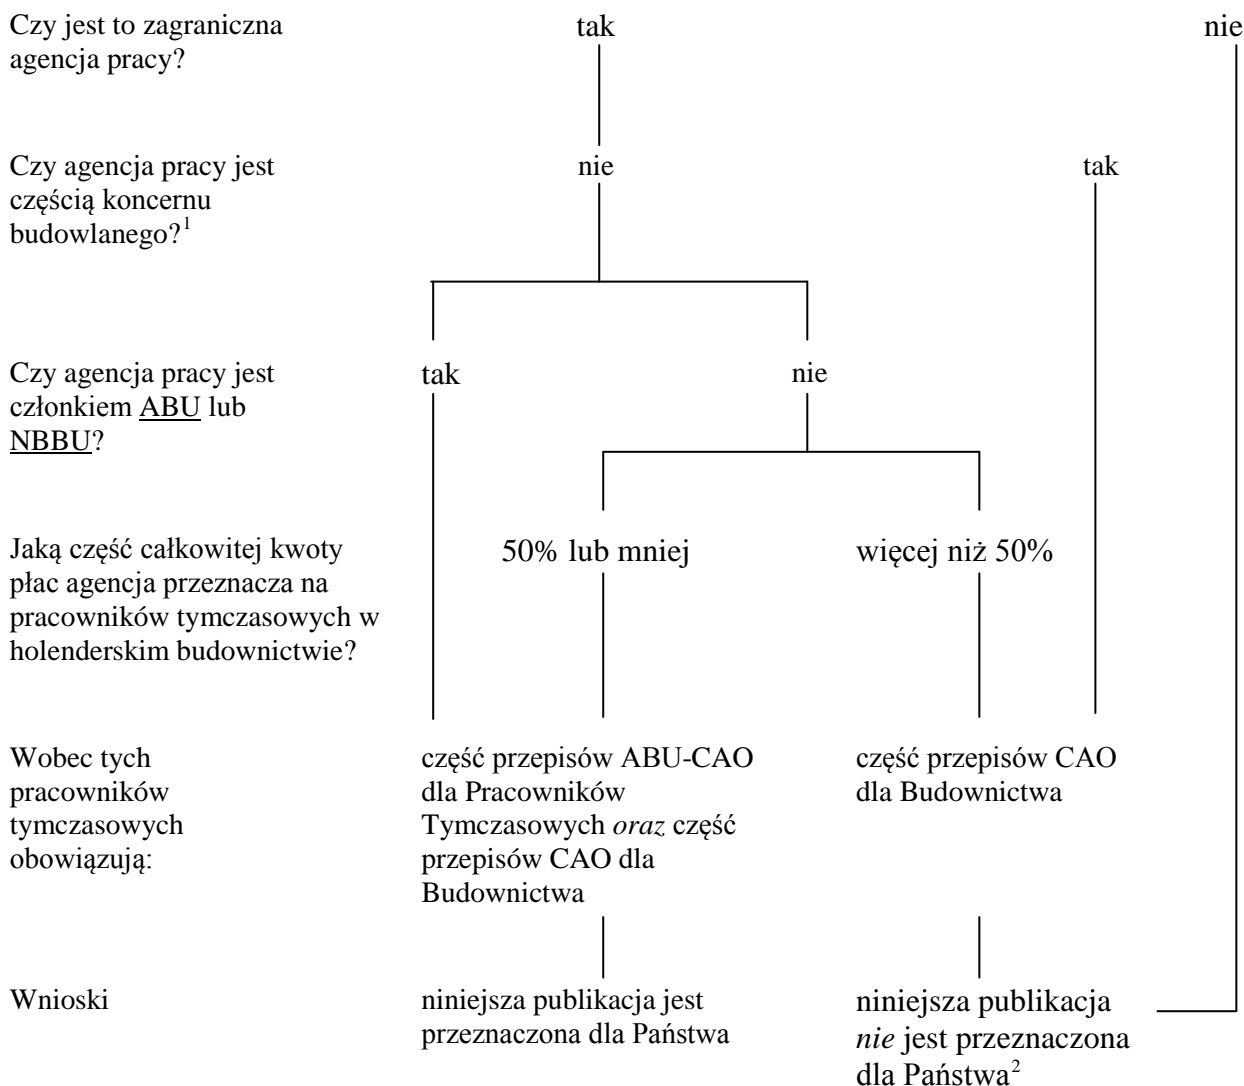 Czy jest to zagraniczna
agencja pracy?
tak
nie
Czy agencja pracy jest
częścią koncernu
budowlanego?1
nie
tak
Czy agencja pracy jest
członkiem ABU lub
NBBU?
tak
nie
Jaką część całkowitej kwoty
płac agencja przeznacza na
pracowników tymczasowych w
holenderskim budownictwie?
50% lub mniej
więcej niż 50%
Wobec tych
pracowników
tymczasowych
obowiązują:
część przepisów ABU-CAO
dla Pracowników
Tymczasowych oraz część
przepisów CAO dla
Budownictwa
część przepisów CAO
dla Budownictwa
Wnioski
niniejsza publikacja jest
przeznaczona dla Państwa
niniejsza publikacja
nie jest przeznaczona
dla Państwa2